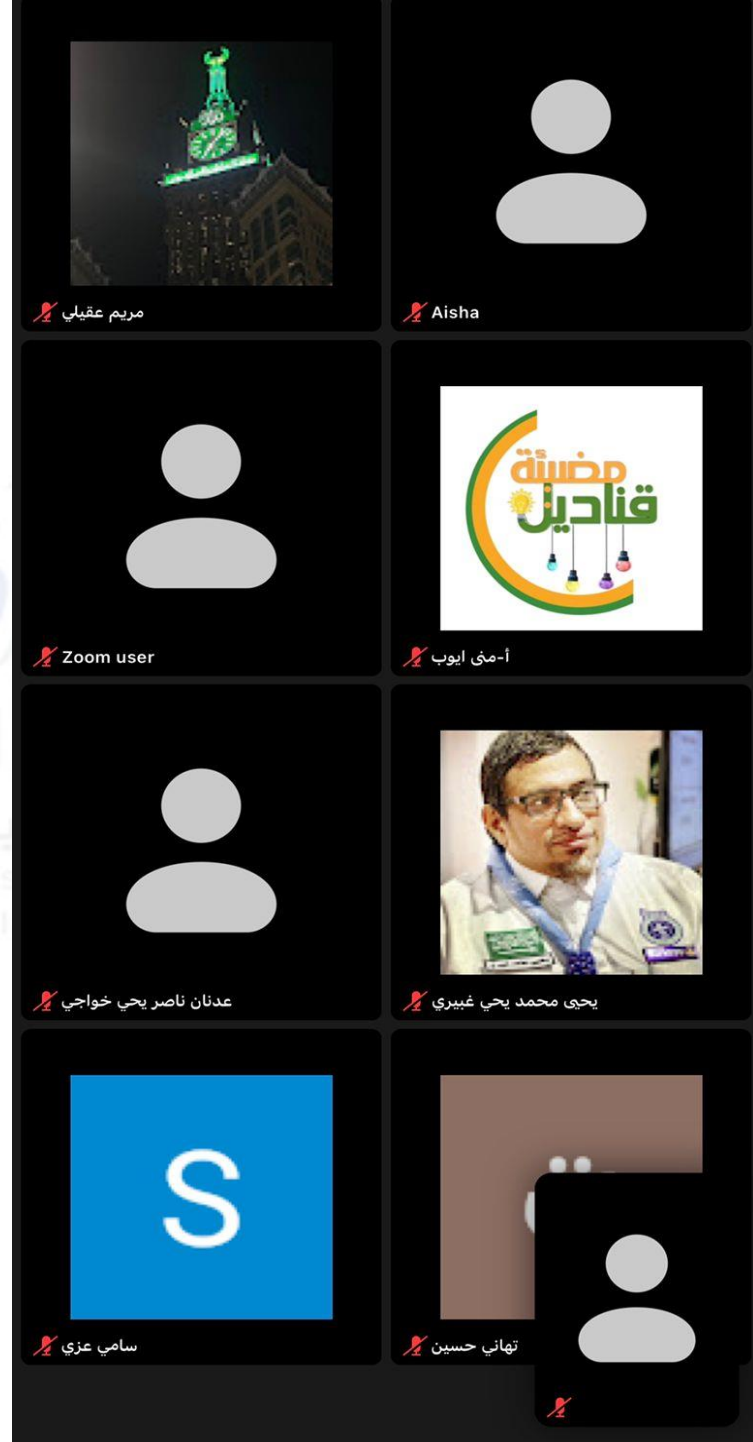 مريم عقيلي
Aisha
Zoom user
مضيئة
قناديل
أ-منى ايوب
عدنان ناصر يحي خواجي
يحيى محمد يحي غبيري
S
سامي عزي
تهاني حسين